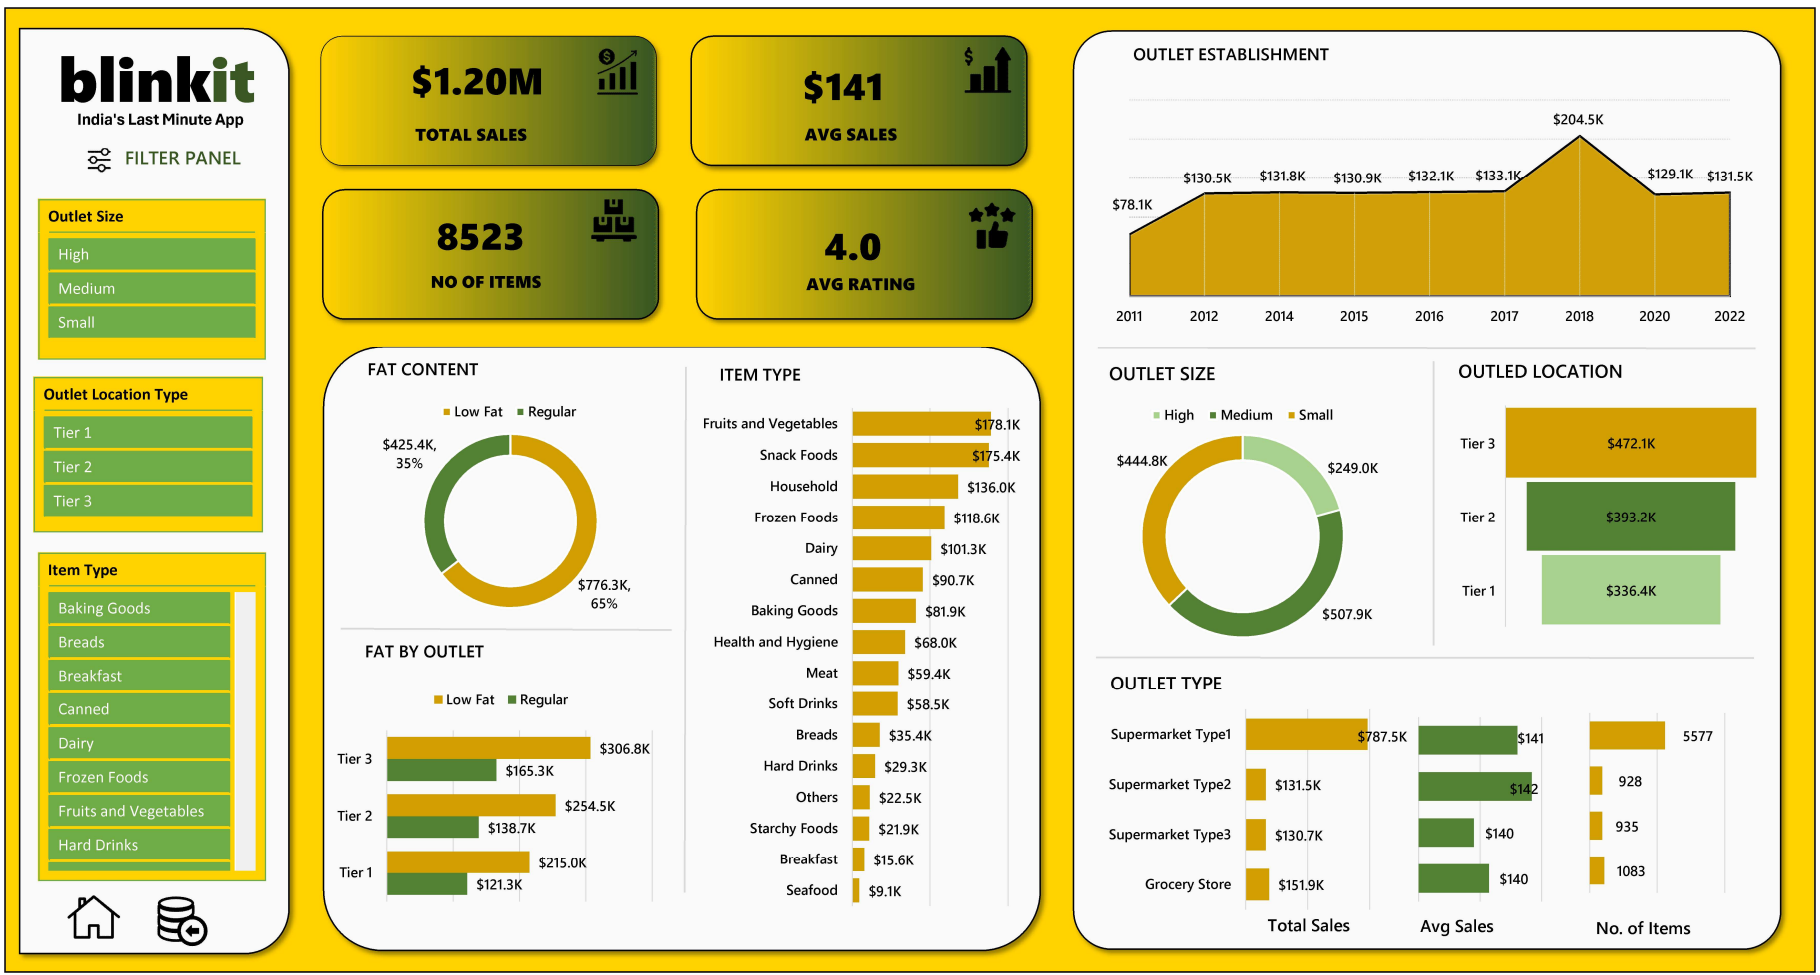 blinkit
India's Last Minute App
FILTER PANEL
Outlet Size
High
Medium
Small
Outlet Location Type
Tier 1
Tier 2
Tier 3
Item Type
Baking Goods
Breads
Breakfast
Canned
Dairy
Frozen Foods
Fruits and Vegetables
Hard Drinks
$1.20M
TOTAL SALES
$
$141
AVG SALES
$
8523
NO OF ITEMS
4.0
AVG RATING
FAT CONTENT
Low Fat Regular
$425.4K,
35%
$776.3K,
65%
FAT BY OUTLET
Low Fat Regular
Tier 3 $306.8K
$165.3K
Tier 2 $254.5K
$138.7K
Tier 1 $215.0K
$121.3K
ITEM TYPE
Fruits and Vegetables $178.1K
Snack Foods $175.4K
Household $136.0K
Frozen Foods $118.6K
Dairy $101.3K
Canned $90.7K
Baking Goods $81.9K
Health and Hygiene $68.0K
Meat $59.4K
Soft Drinks $58.5K
Breads $35.4K
Hard Drinks $29.3K
Others $22.5K
Starchy Foods $21.9K
Breakfast $15.6K
Seafood $9.1K
OUTLET ESTABLISHMENT
$78.1K $130.5K $131.8K $130.9K $132.1K $133.1K $204.5K $129.1K $131.5K
2011 2012 2014 2015 2016 2017 2018 2020 2022
OUTLET SIZE
High Medium Small
$444.8K
$249.0K
$507.9K
OUTLED LOCATION
Tier 3 $472.1K
Tier 2 $393.2K
Tier 1 $336.4K
OUTLET TYPE
Supermarket Type1 $787.5K $141 5577
Supermarket Type2 $131.5K $142 928
Supermarket Type3 $130.7K $140 935
Grocery Store $151.9K $140 1083
Total Sales Avg Sales No. of Items